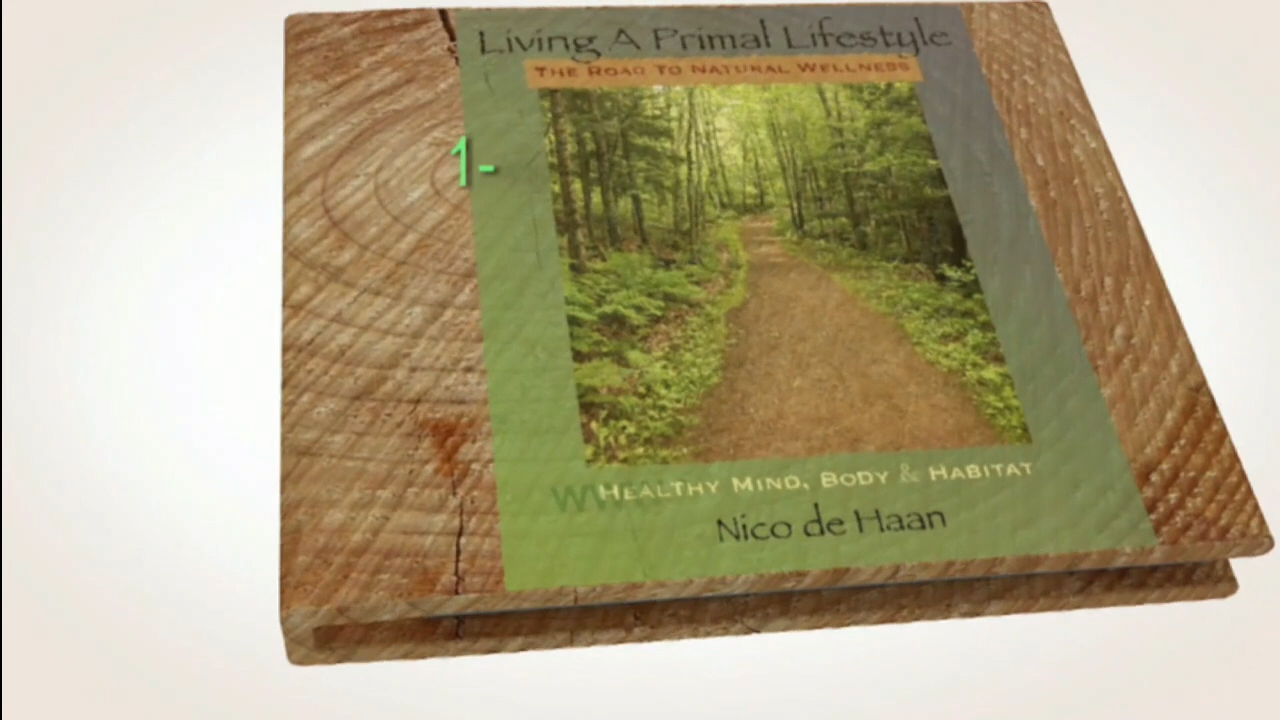 Living A Primal Lifestyle
THE ROAD TO NATURAL WELLNESS
1-
HEALTHY MIND, BODY & HABITAT
Nico de Haan